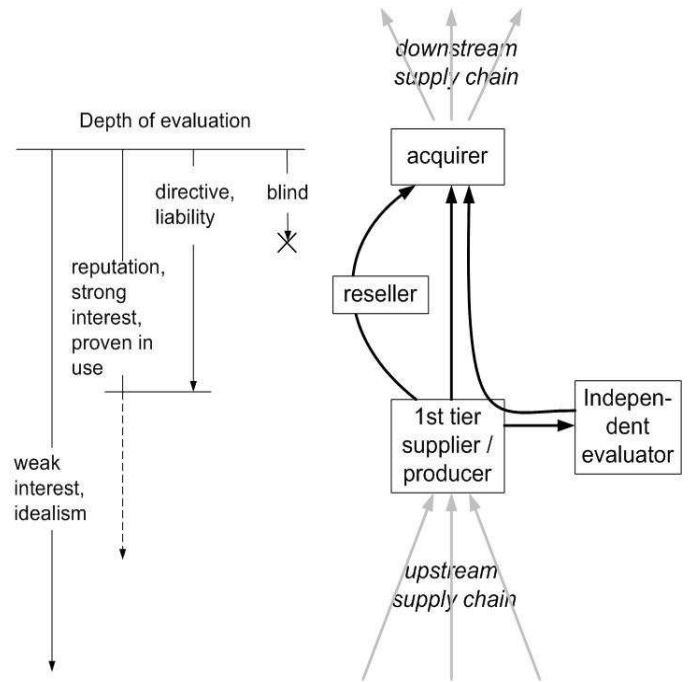 Depth of evaluation
directive,
liability
blind
reputation,
strong
interest,
proven in
use
weak
interest,
idealism
downstream
supply chain
acquirer
reseller
1st tier
supplier /
producer
Indepen-
dent
evaluator
upstream
supply chain